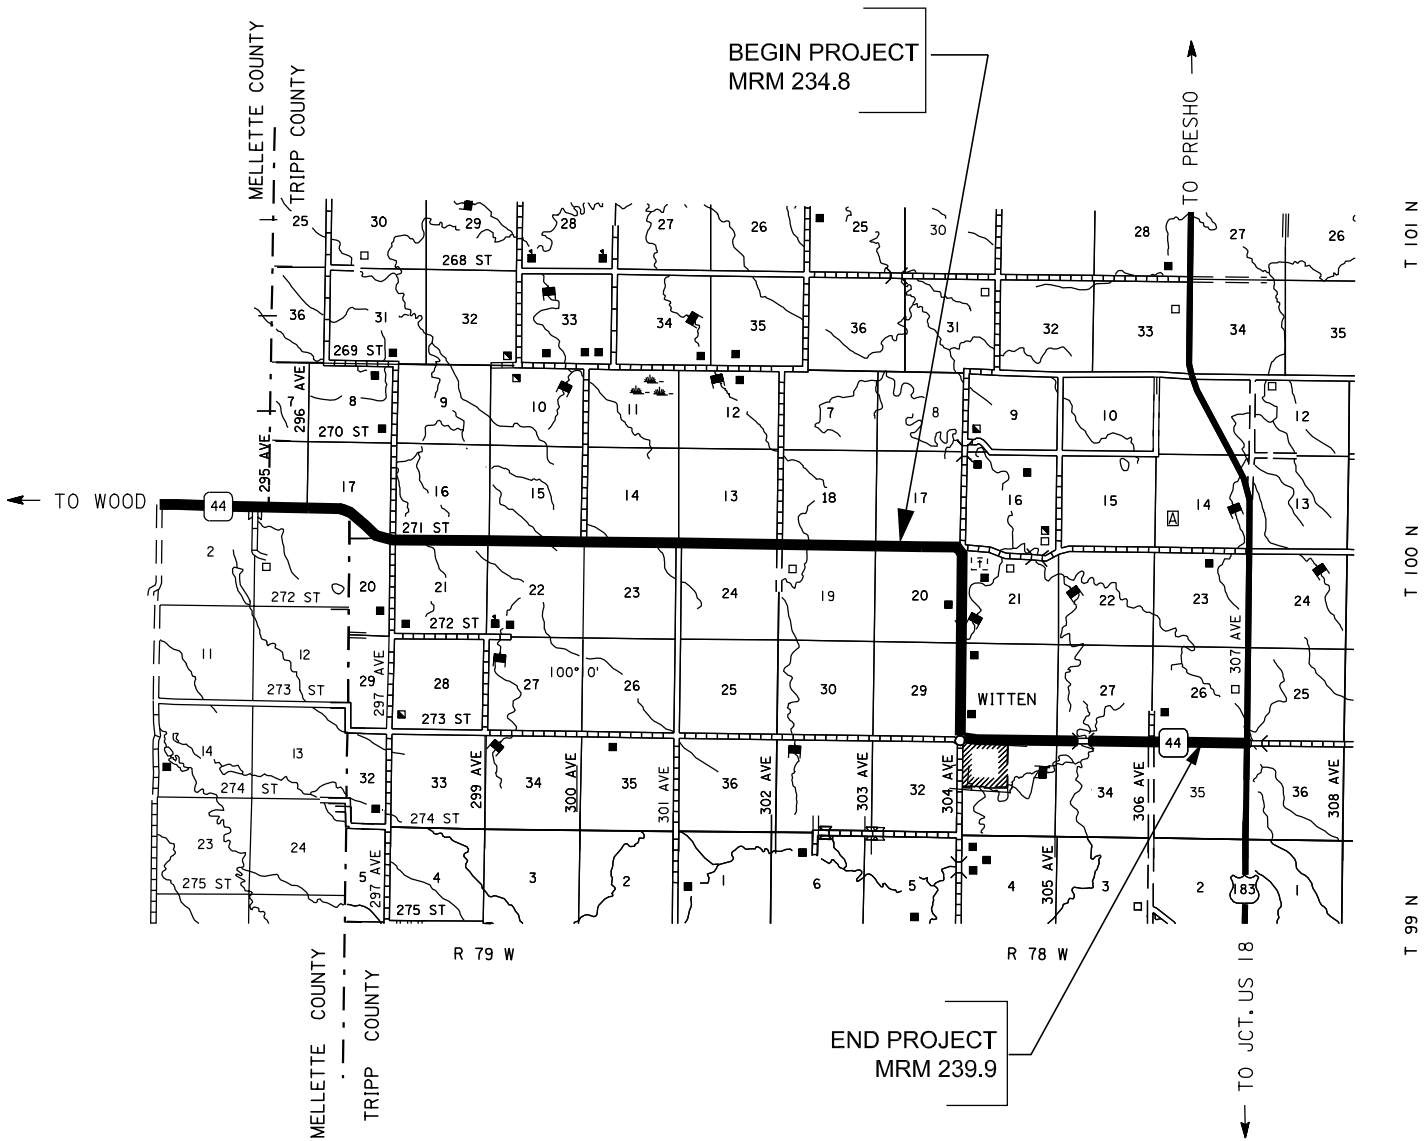 BEGIN PROJECT
MRM 234.8
MELLETTE COUNTY
TRIPP COUNTY
TO PRESHO
T 101 N
25 30 29 28 27 26 25 30 28 27 26
268 ST
36 31 32 33 34 35 36 31 32 33 34 35
269 ST
296 AVE
7 8 9 10 11 12 7 8 9 10 12
270 ST
295 AVE
17 16 15 14 13 18 17 16 15 14 13
A
TO WOOD
44
271 ST
T 100 N
2
20 21 22 23 24 19 20 21 22 23 24
272 ST
272 ST
307 AVE
11 12 29 28 27 26 25 30 29 27 26 25
100° 10'
297 AVE
273 ST
273 ST
WITTEN
44
14 13 32 33 34 35 36 32 34 35 36
299 AVE
300 AVE
301 AVE
302 AVE
303 AVE
304 AVE
306 AVE
308 AVE
274 ST
274 ST
23 24 5 4 3 2 1 6 5 4 3 2 1
297 AVE
305 AVE
275 ST
275 ST
183
R 79 W
R 78 W
T 99 N
MELLETTE COUNTY
TRIPP COUNTY
END PROJECT
MRM 239.9
TO JCT. US 18